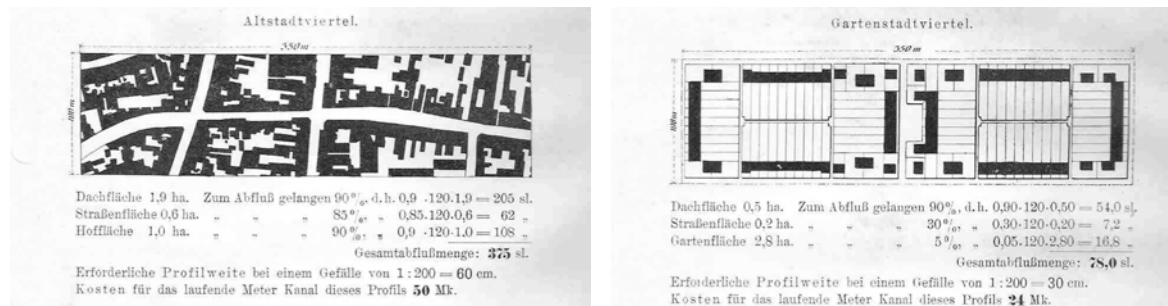 Altstadtviertel.
350 m
100 m
Dachfläche 1,9 ha. Zum Abfluß gelangen 90%, d. h. 0,9 ·120·1,9 = 205 sl.
Straßenfläche 0,6 ha. „ „ „ 85%, „ 0,85·120·0,6 = 62 „
Hoffläche 1,0 ha. „ „ „ 90%, „ 0,9 ·120·1,0 = 108 „
Gesamtabflußmenge: 375 sl.
Erforderliche Profilweite bei einem Gefälle von 1 : 200 = 60 cm.
Kosten für das laufende Meter Kanal dieses Profils 50 Mk.
Gartenstadtviertel.
350 m
100 m
Dachfläche 0,5 ha. Zum Abfluß gelangen 90%, d. h. 0,90·120·0,50 = 54,0 sl.
Straßenfläche 0,2 ha. „ „ „ 30%, „ 0,30·120·0,20 = 7,2 „
Gartenfläche 2,8 ha. „ „ „ 5%, „ 0,05·120·2,80 = 16,8 „
Gesamtabflußmenge: 78,0 sl.
Erforderliche Profilweite bei einem Gefälle von 1 : 200 = 30 cm.
Kosten für das laufende Meter Kanal dieses Profils 24 Mk.